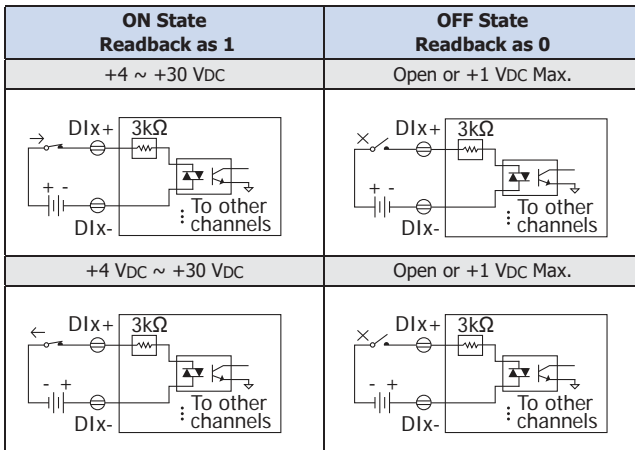 ON State
Readback as 1
OFF State
Readback as 0
+4 ~ +30 VDC
Open or +1 VDC Max.
DIx+
3kΩ
+ -
DIx-
To other
channels
DIx+
3kΩ
+ -
DIx-
To other
channels
+4 VDC ~ +30 VDC
Open or +1 VDC Max.
DIx+
3kΩ
- +
DIx-
To other
channels
DIx+
3kΩ
- +
DIx-
To other
channels